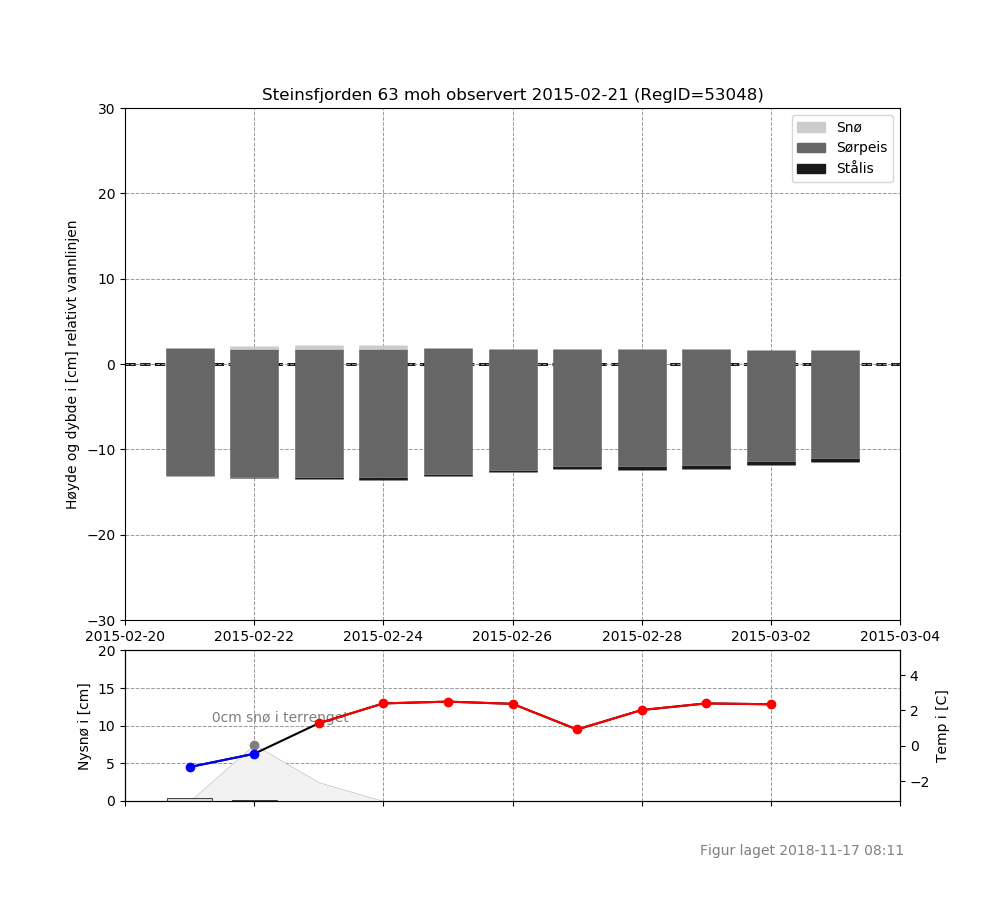 Steinsfjorden 63 moh observert 2015-02-21 (RegID=53048)
Høyde og dybde i [cm] relativt vannlinjen
30
20
10
0
−10
−20
−30
Snø
Sørpeis
Stålis
2015-02-20
2015-02-22
2015-02-24
2015-02-26
2015-02-28
2015-03-02
2015-03-04
Nysnø i [cm]
20
15
10
5
0
0cm snø i terrenget
4
2
0
−2
Temp i [C]
Figur laget 2018-11-17 08:11